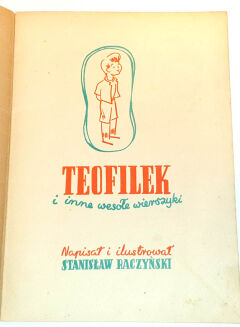 TEOFILEK
i inne wesołe wierszyki
Napisał i ilustrował
STANISŁAW RACZYŃSKI